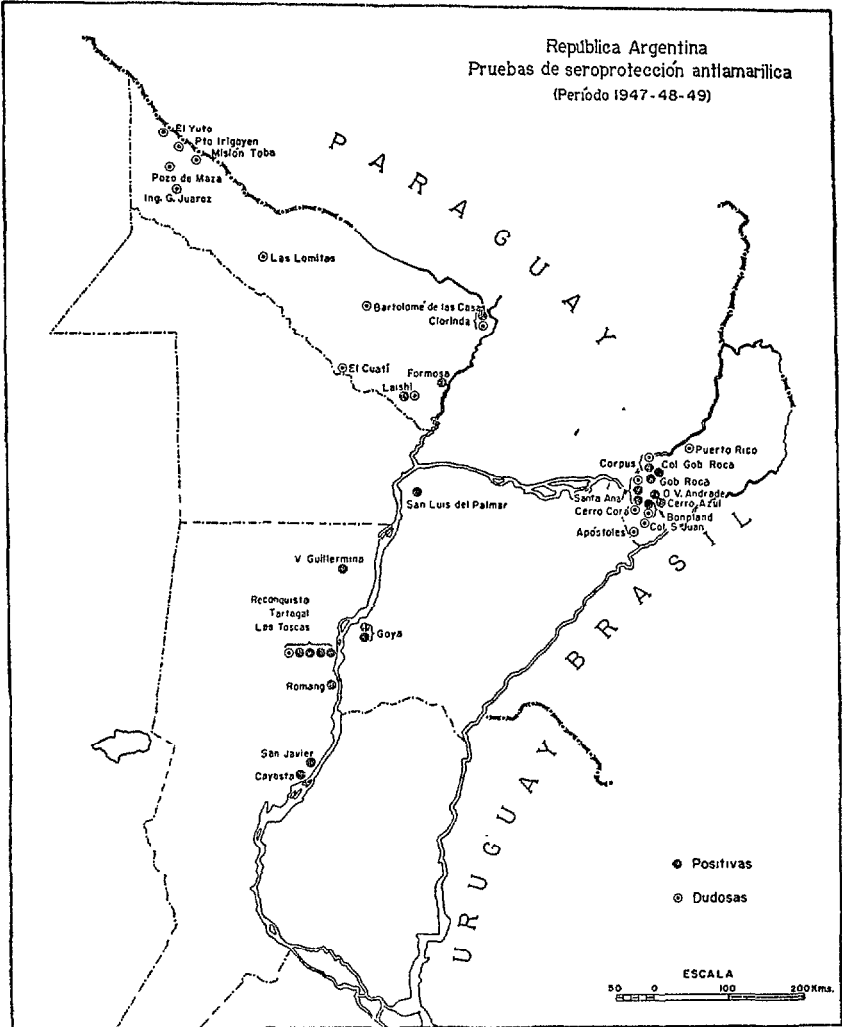 República Argentina
Pruebas de seroprotección antiamarílica
(Período 1947-48-49)
PARAGUAY
El Yuto
Pto Irigoyen
Misión Toba
Pozo de Maza
Ing. G. Juarez
Las Lomitas
Bartolomé de las Casas
Clorinda
El Cuatí
Formosa
Laishi
Puerto Rico
Corpus
Col Gob Roca
Gob Roca
Santa Ana
O V. Andrade
Cerro Corá
Cerro Azul
Bonpland
Apóstoles
Col. S. Juan
San Luis del Palmar
BRASIL
V Guillermina
Reconquista
Tartagal
Las Toscas
Goya
Romang
San Javier
Cayasta
URUGUAY
Positivas
Dudosas
ESCALA
50 0 100 200 Kms.